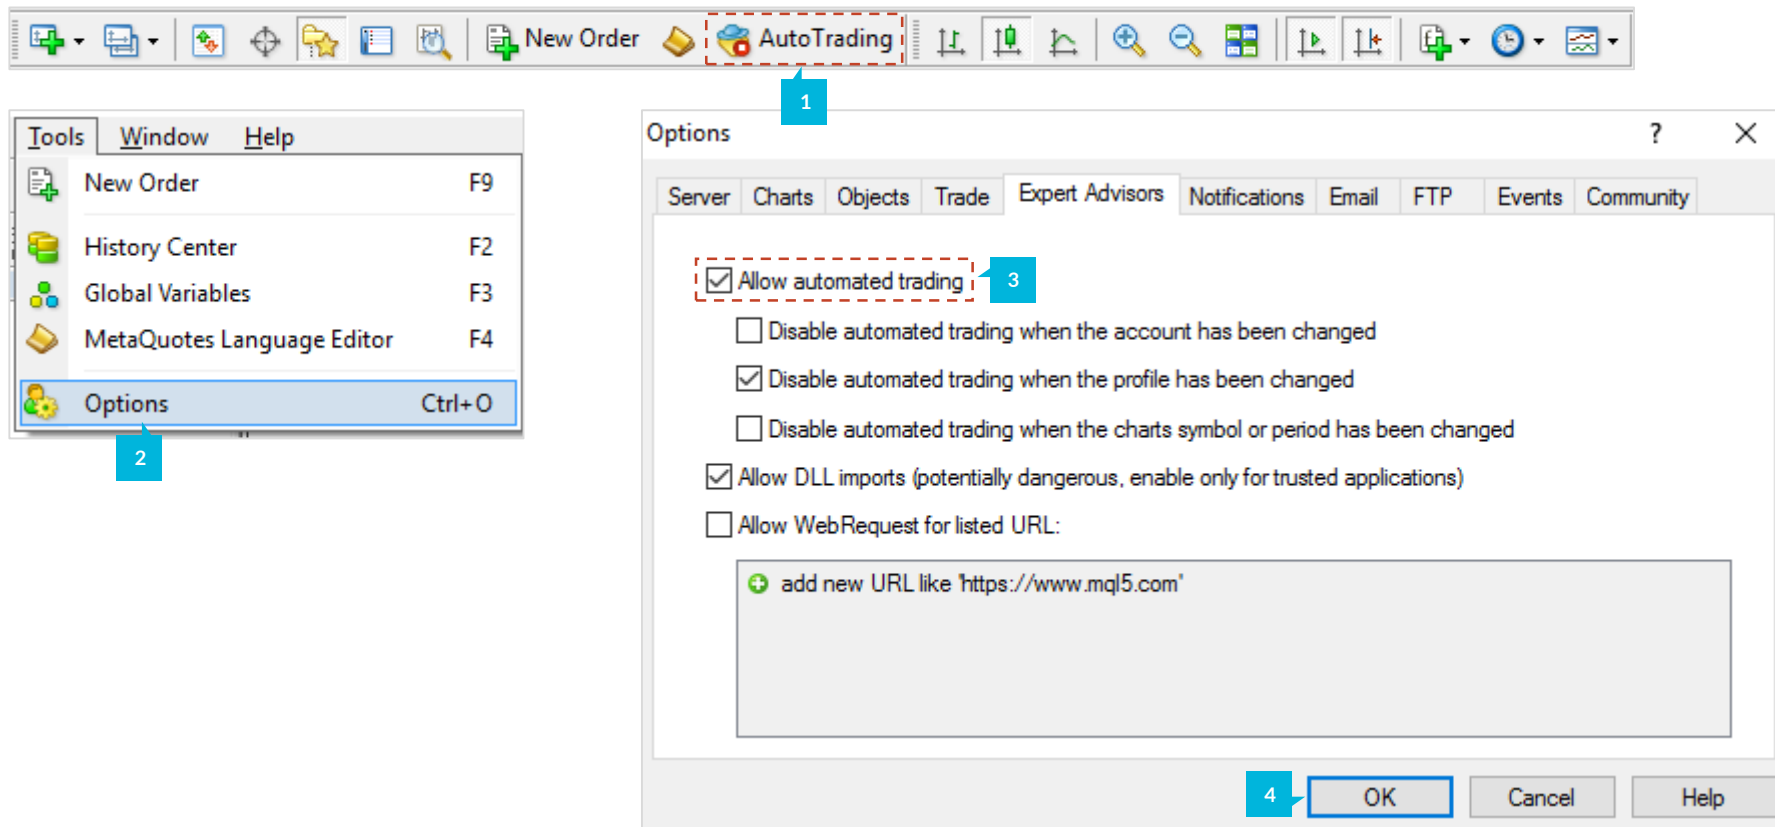 New Order AutoTrading
1
Tools Window Help
New Order F9
History Center F2
Global Variables F3
MetaQuotes Language Editor F4
Options Ctrl+O
2
Options ?
Server Charts Objects Trade Expert Advisors Notifications Email FTP Events Community
Allow automated trading
3
Disable automated trading when the account has been changed
Disable automated trading when the profile has been changed
Disable automated trading when the charts symbol or period has been changed
Allow DLL imports (potentially dangerous, enable only for trusted applications)
Allow WebRequest for listed URL:
add new URL like 'https://www.mql5.com'
4
OK Cancel Help